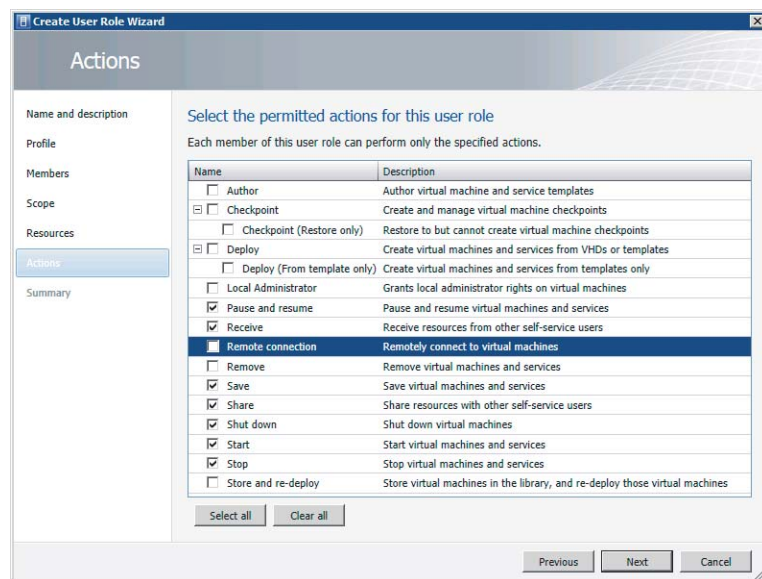 Create User Role Wizard
Actions
Name and description
Profile
Members
Scope
Resources
Actions
Summary
Select the permitted actions for this user role
Each member of this user role can perform only the specified actions.
Name Description
Author Author virtual machine and service templates
Checkpoint Create and manage virtual machine checkpoints
Checkpoint (Restore only) Restore to but cannot create virtual machine checkpoints
Deploy Create virtual machines and services from VHDs or templates
Deploy (From template only) Create virtual machines and services from templates only
Local Administrator Grants local administrator rights on virtual machines
Pause and resume Pause and resume virtual machines and services
Receive Receive resources from other self-service users
Remote connection Remotely connect to virtual machines
Remove Remove virtual machines and services
Save Save virtual machines and services
Share Share resources with other self-service users
Shut down Shut down virtual machines
Start Start virtual machines and services
Stop Stop virtual machines and services
Store and re-deploy Store virtual machines in the library, and re-deploy those virtual machines
Select all Clear all
Previous Next Cancel